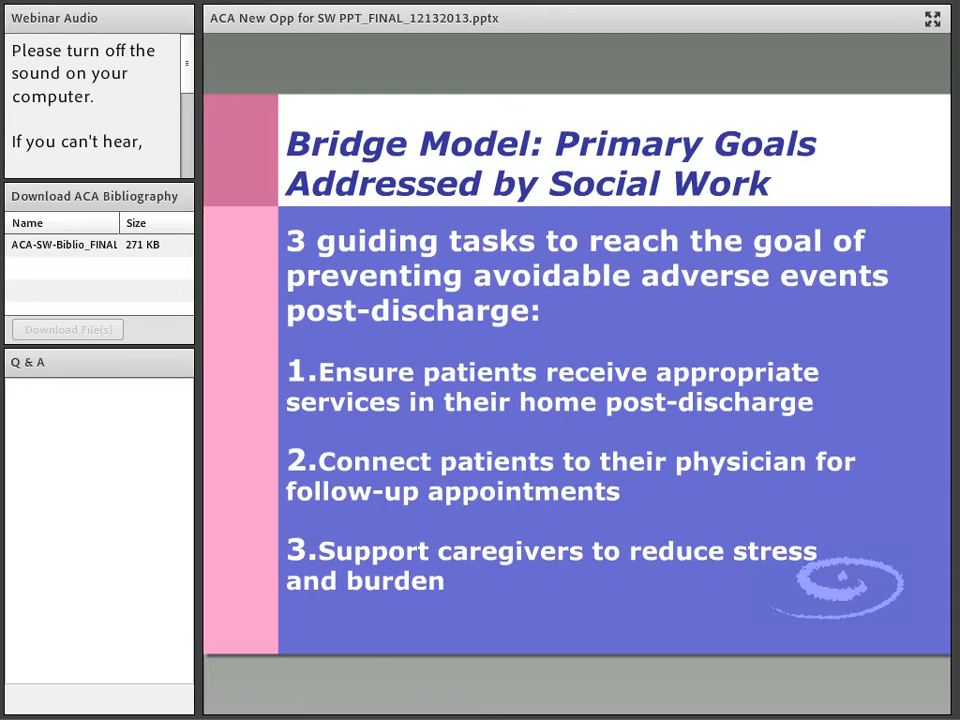 Webinar Audio
Please turn off the
sound on your
computer.
If you can't hear,
Download ACA Bibliography
Name Size
ACA-SW-Biblio_FINAL 271 KB
Download File(s)
Q & A
ACA New Opp for SW PPT_FINAL_12132013.pptx
Bridge Model: Primary Goals
Addressed by Social Work
3 guiding tasks to reach the goal of
preventing avoidable adverse events
post-discharge:
1.Ensure patients receive appropriate
services in their home post-discharge
2.Connect patients to their physician for
follow-up appointments
3.Support caregivers to reduce stress
and burden